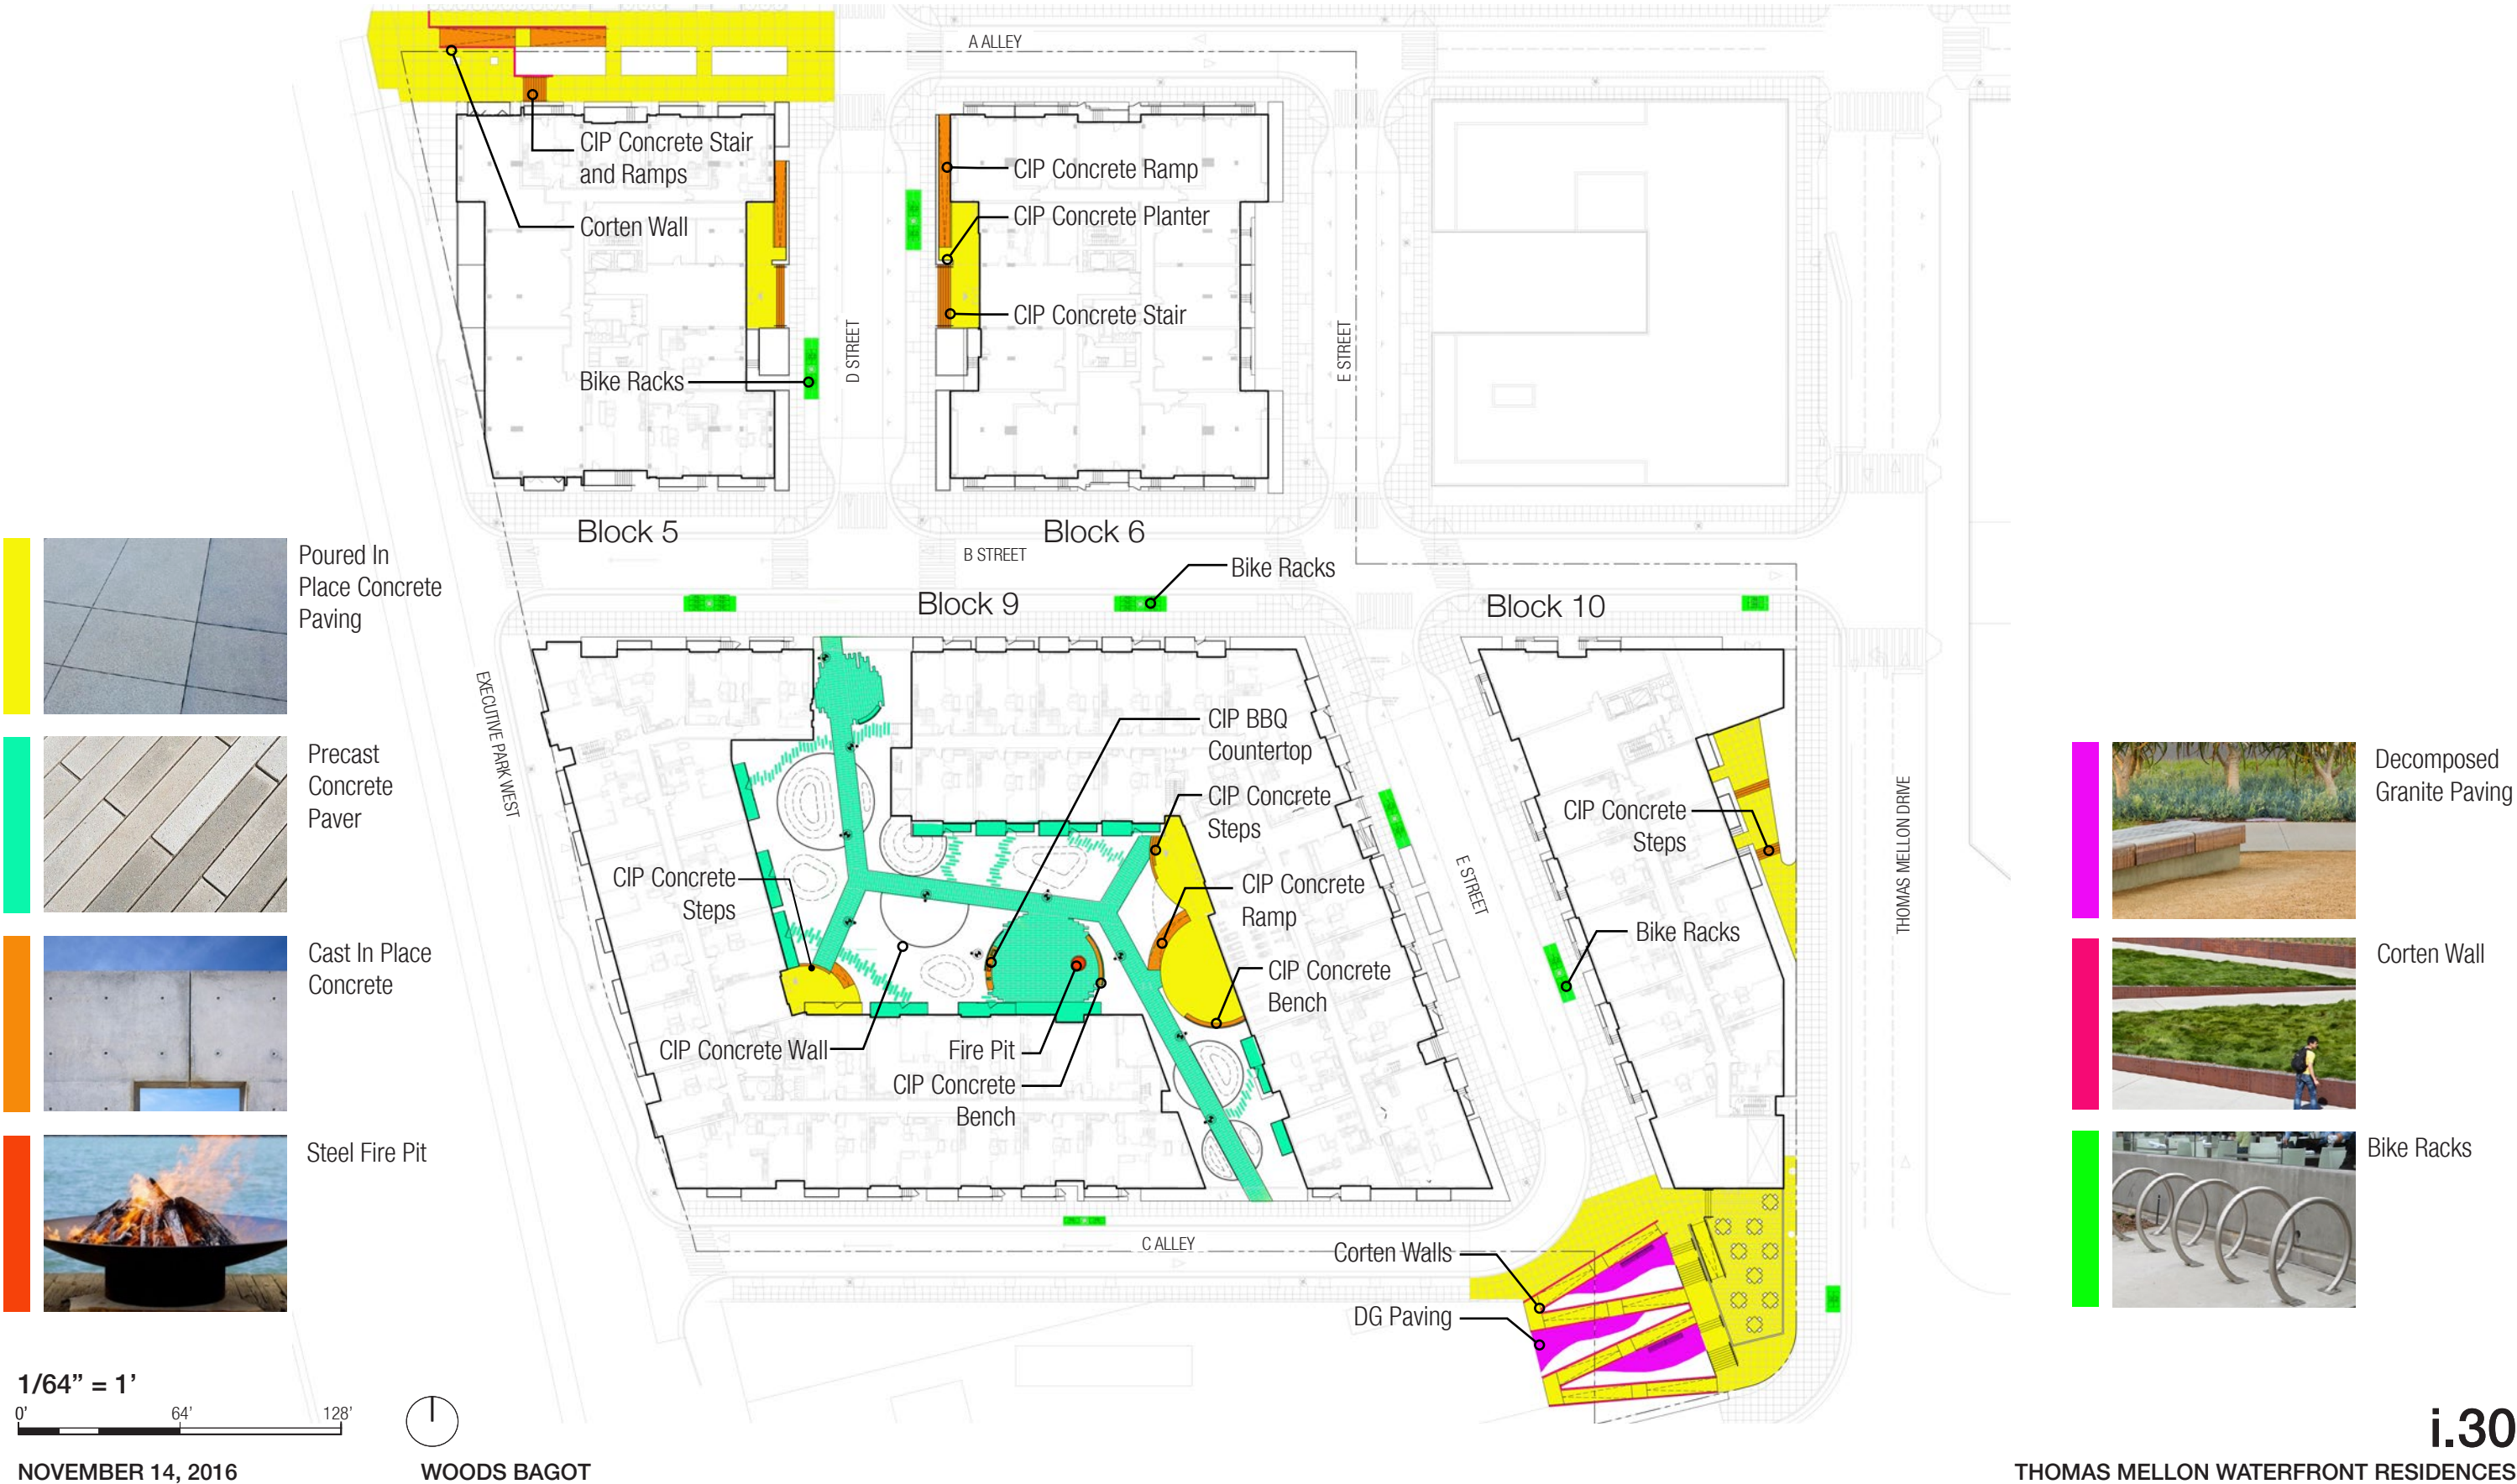 A ALLEY
CIP Concrete Stair
and Ramps
Corten Wall
CIP Concrete Ramp
CIP Concrete Planter
CIP Concrete Stair
Bike Racks
D STREET
E STREET
Block 5
Block 6
B STREET
Bike Racks
Block 9
Block 10
EXECUTIVE PARK WEST
CIP BBQ
Countertop
CIP Concrete
Steps
CIP Concrete
Steps
CIP Concrete
Ramp
CIP Concrete
Bench
CIP Concrete Wall
Fire Pit
CIP Concrete
Bench
E STREET
CIP Concrete
Steps
Bike Racks
THOMAS MELLON DRIVE
C ALLEY
Corten Walls
DG Paving
Poured In
Place Concrete
Paving
Precast
Concrete
Paver
Cast In Place
Concrete
Steel Fire Pit
Decomposed
Granite Paving
Corten Wall
Bike Racks
1/64” = 1’
0’ 64’ 128’
NOVEMBER 14, 2016
WOODS BAGOT
i.30
THOMAS MELLON WATERFRONT RESIDENCES